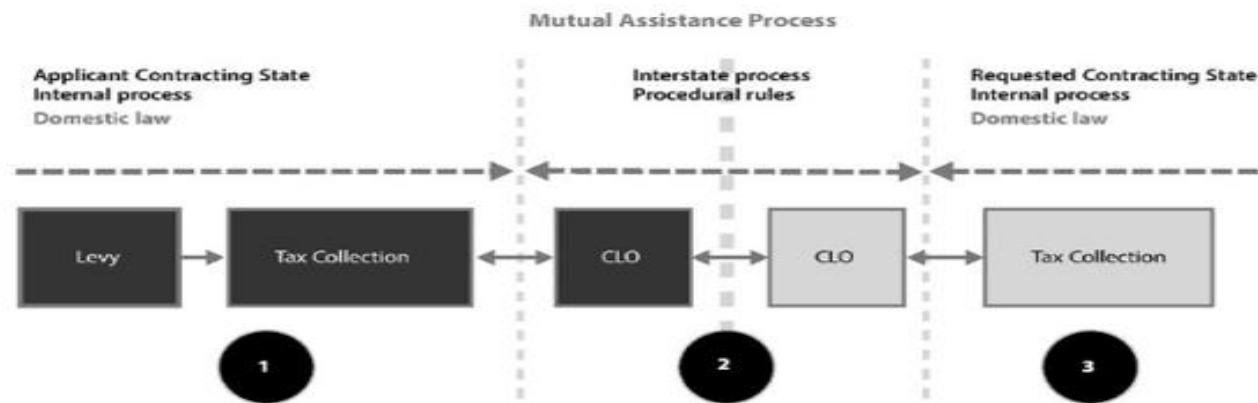 Mutual Assistance Process
Applicant Contracting State
Internal process
Domestic law
Interstate process
Procedural rules
Requested Contracting State
Internal process
Domestic law
Levy
Tax Collection
CLO
CLO
Tax Collection
1
2
3